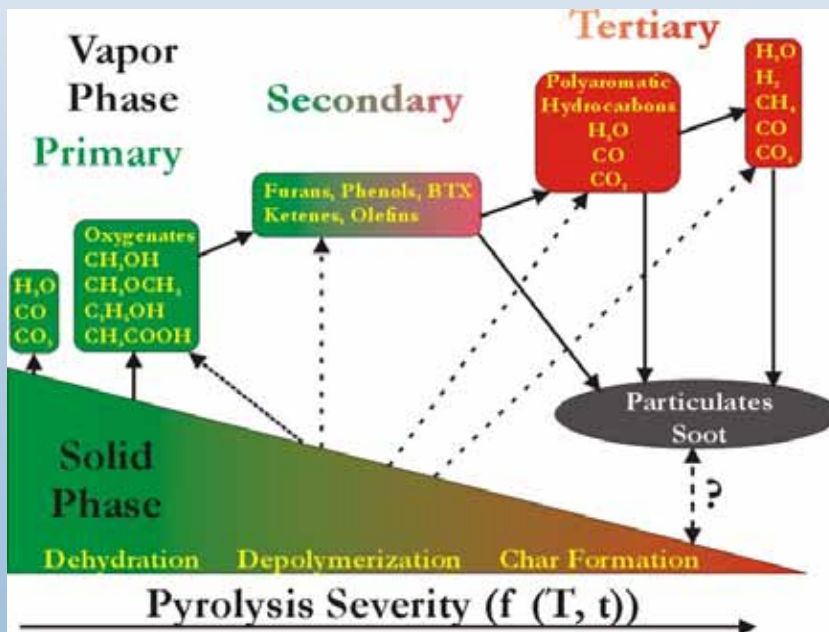 Vapor
Phase
Primary
Secondary
Tertiary
H₂O
CO
CO₂
Oxygenates
CH₃OH
CH₃OCH₃
C₂H₅OH
CH₃COOH
Furans, Phenols, BTX
Ketenes, Olefins
Polyaromatic
Hydrocarbons
H₂O
CO
CO₂
H₂O
H₂
CH₄
CO
CO₂
Particulates
Soot
?
Solid
Phase
Dehydration Depolymerization Char Formation
Pyrolysis Severity (f (T, t))